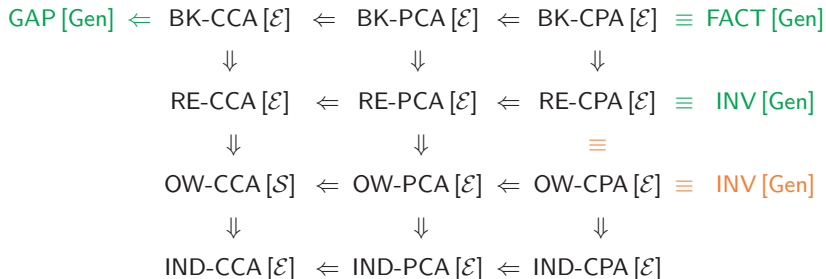 GAP [Gen] ⇐ BK-CCA [ℰ] ⇐ BK-PCA [ℰ] ⇐ BK-CPA [ℰ] ≡ FACT [Gen]
⇓ ⇓ ⇓
RE-CCA [ℰ] ⇐ RE-PCA [ℰ] ⇐ RE-CPA [ℰ] ≡ INV [Gen]
⇓ ⇓ ≡
OW-CCA [𝒮] ⇐ OW-PCA [ℰ] ⇐ OW-CPA [ℰ] ≡ INV [Gen]
⇓ ⇓ ⇓
IND-CCA [ℰ] ⇐ IND-PCA [ℰ] ⇐ IND-CPA [ℰ]